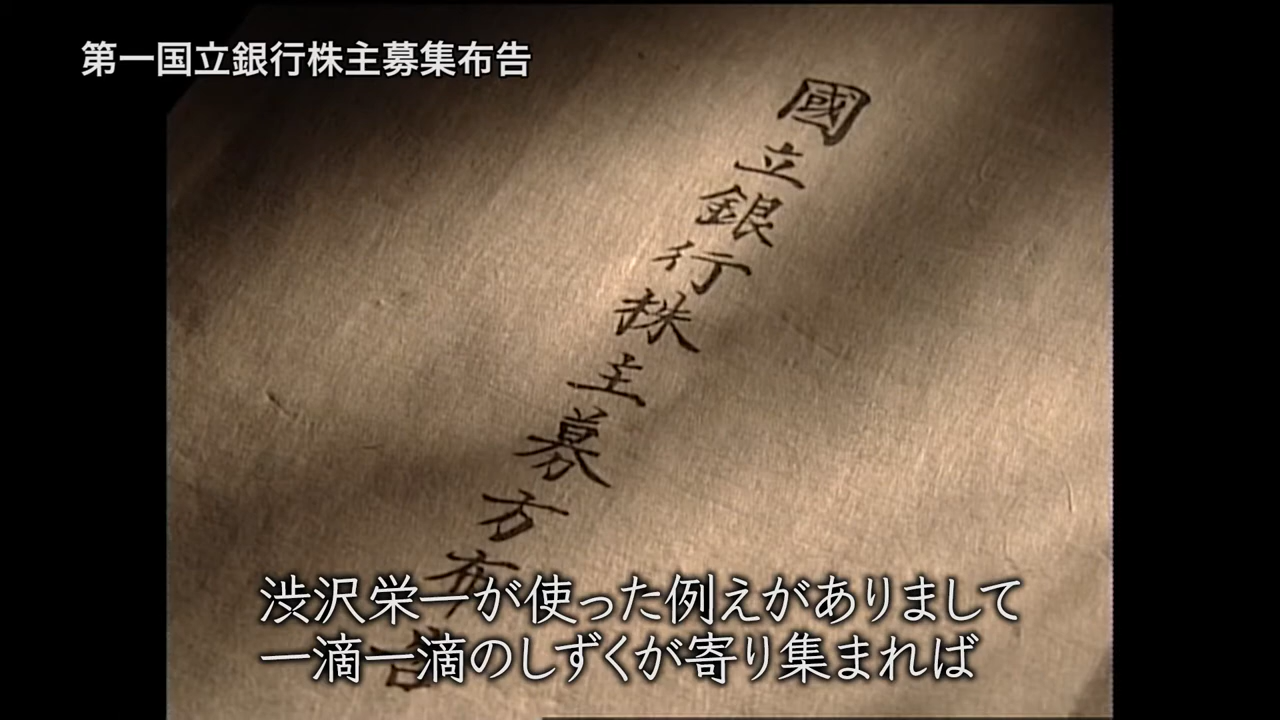 第一国立銀行株主募集布告
國立銀行株主募方布告
渋沢栄一が使った例えがありまして
一滴一滴のしずくが寄り集まれば